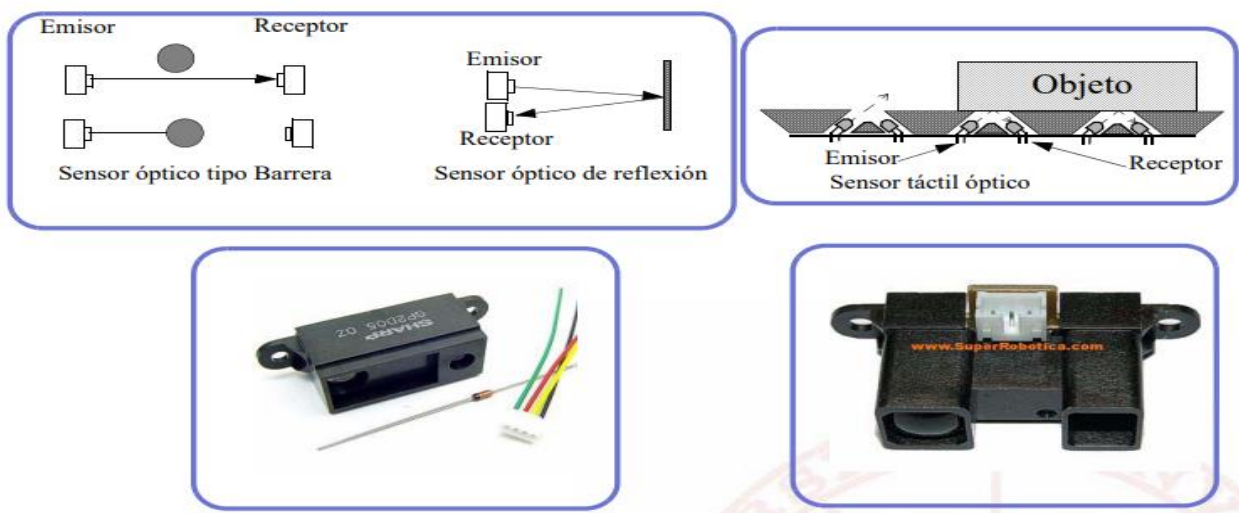 Emisor
Receptor
Sensor óptico tipo Barrera
Emisor
Receptor
Sensor óptico de reflexión
Objeto
Emisor
Receptor
Sensor táctil óptico
SHARP
GP2D05 0Z
www.SuperRobotica.com